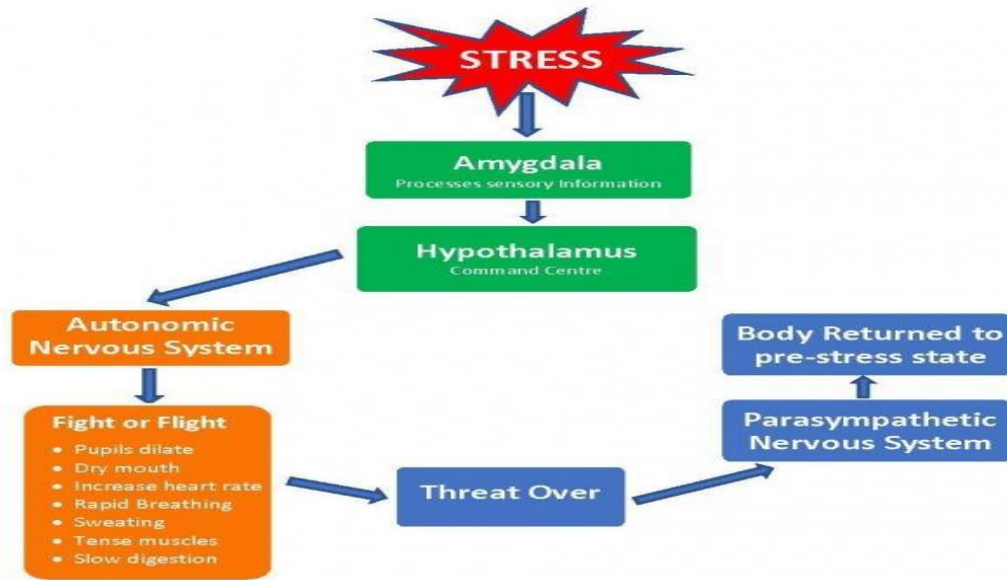 STRESS
Amygdala
Processes sensory Information
Hypothalamus
Command Centre
Autonomic
Nervous System
Fight or Flight
• Pupils dilate
• Dry mouth
• Increase heart rate
• Rapid Breathing
• Sweating
• Tense muscles
• Slow digestion
Threat Over
Parasympathetic
Nervous System
Body Returned to
pre-stress state